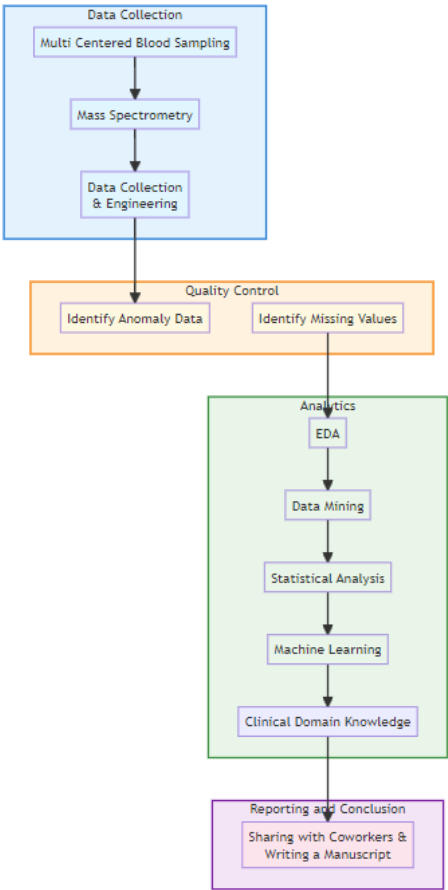 Data Collection
Multi Centered Blood Sampling
Mass Spectrometry
Data Collection
& Engineering
Quality Control
Identify Anomaly Data
Identify Missing Values
Analytics
EDA
Data Mining
Statistical Analysis
Machine Learning
Clinical Domain Knowledge
Reporting and Conclusion
Sharing with Coworkers &
Writing a Manuscript